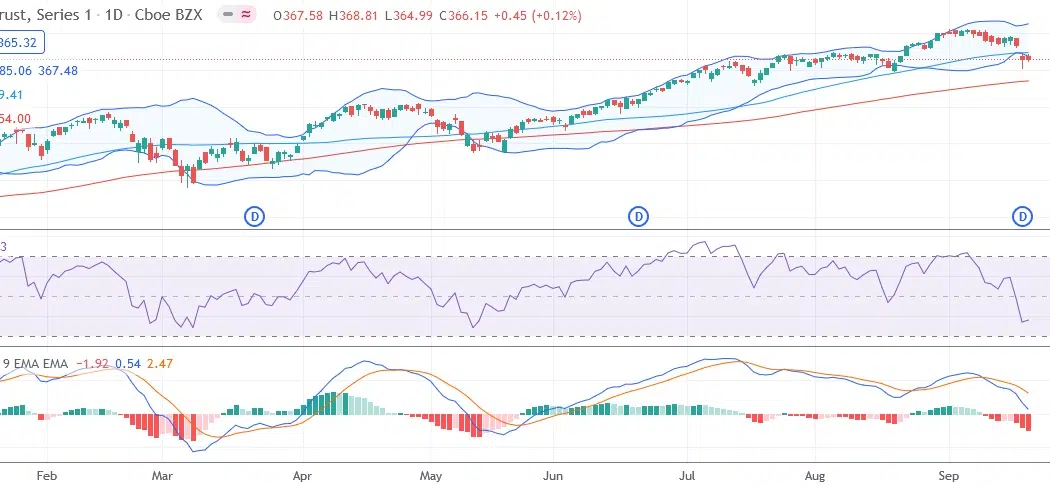 rust, Series 1 · 1D · Cboe BZX O367.58 H368.81 L364.99 C366.15 +0.45 (+0.12%)
365.32
85.06 367.48
9.41
54.00
D D D
3
9 EMA EMA −1.92 0.54 2.47
Feb Mar Apr May Jun Jul Aug Sep